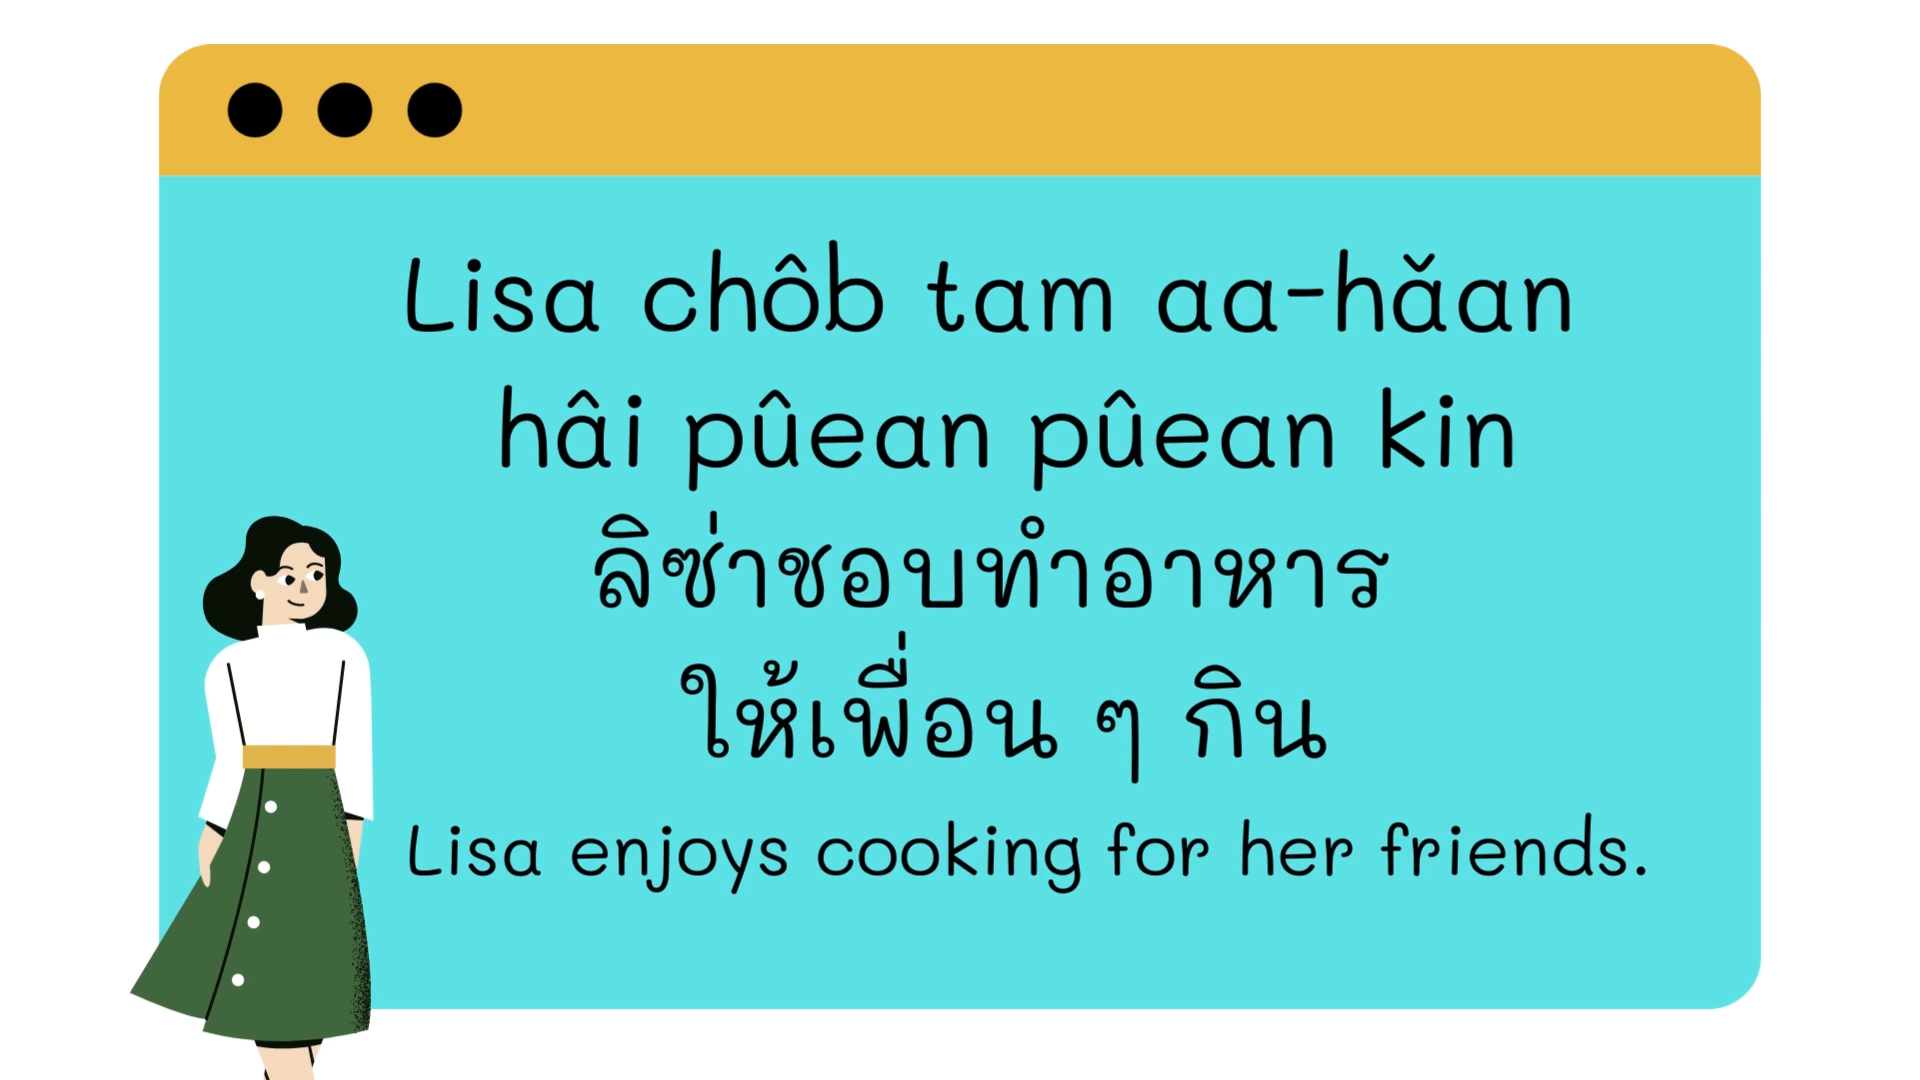 Lisa chôb tam aa-hǎan
hâi pûean pûean kin
ลิซ่าชอบทำอาหาร
ให้เพื่อน ๆ กิน
Lisa enjoys cooking for her friends.